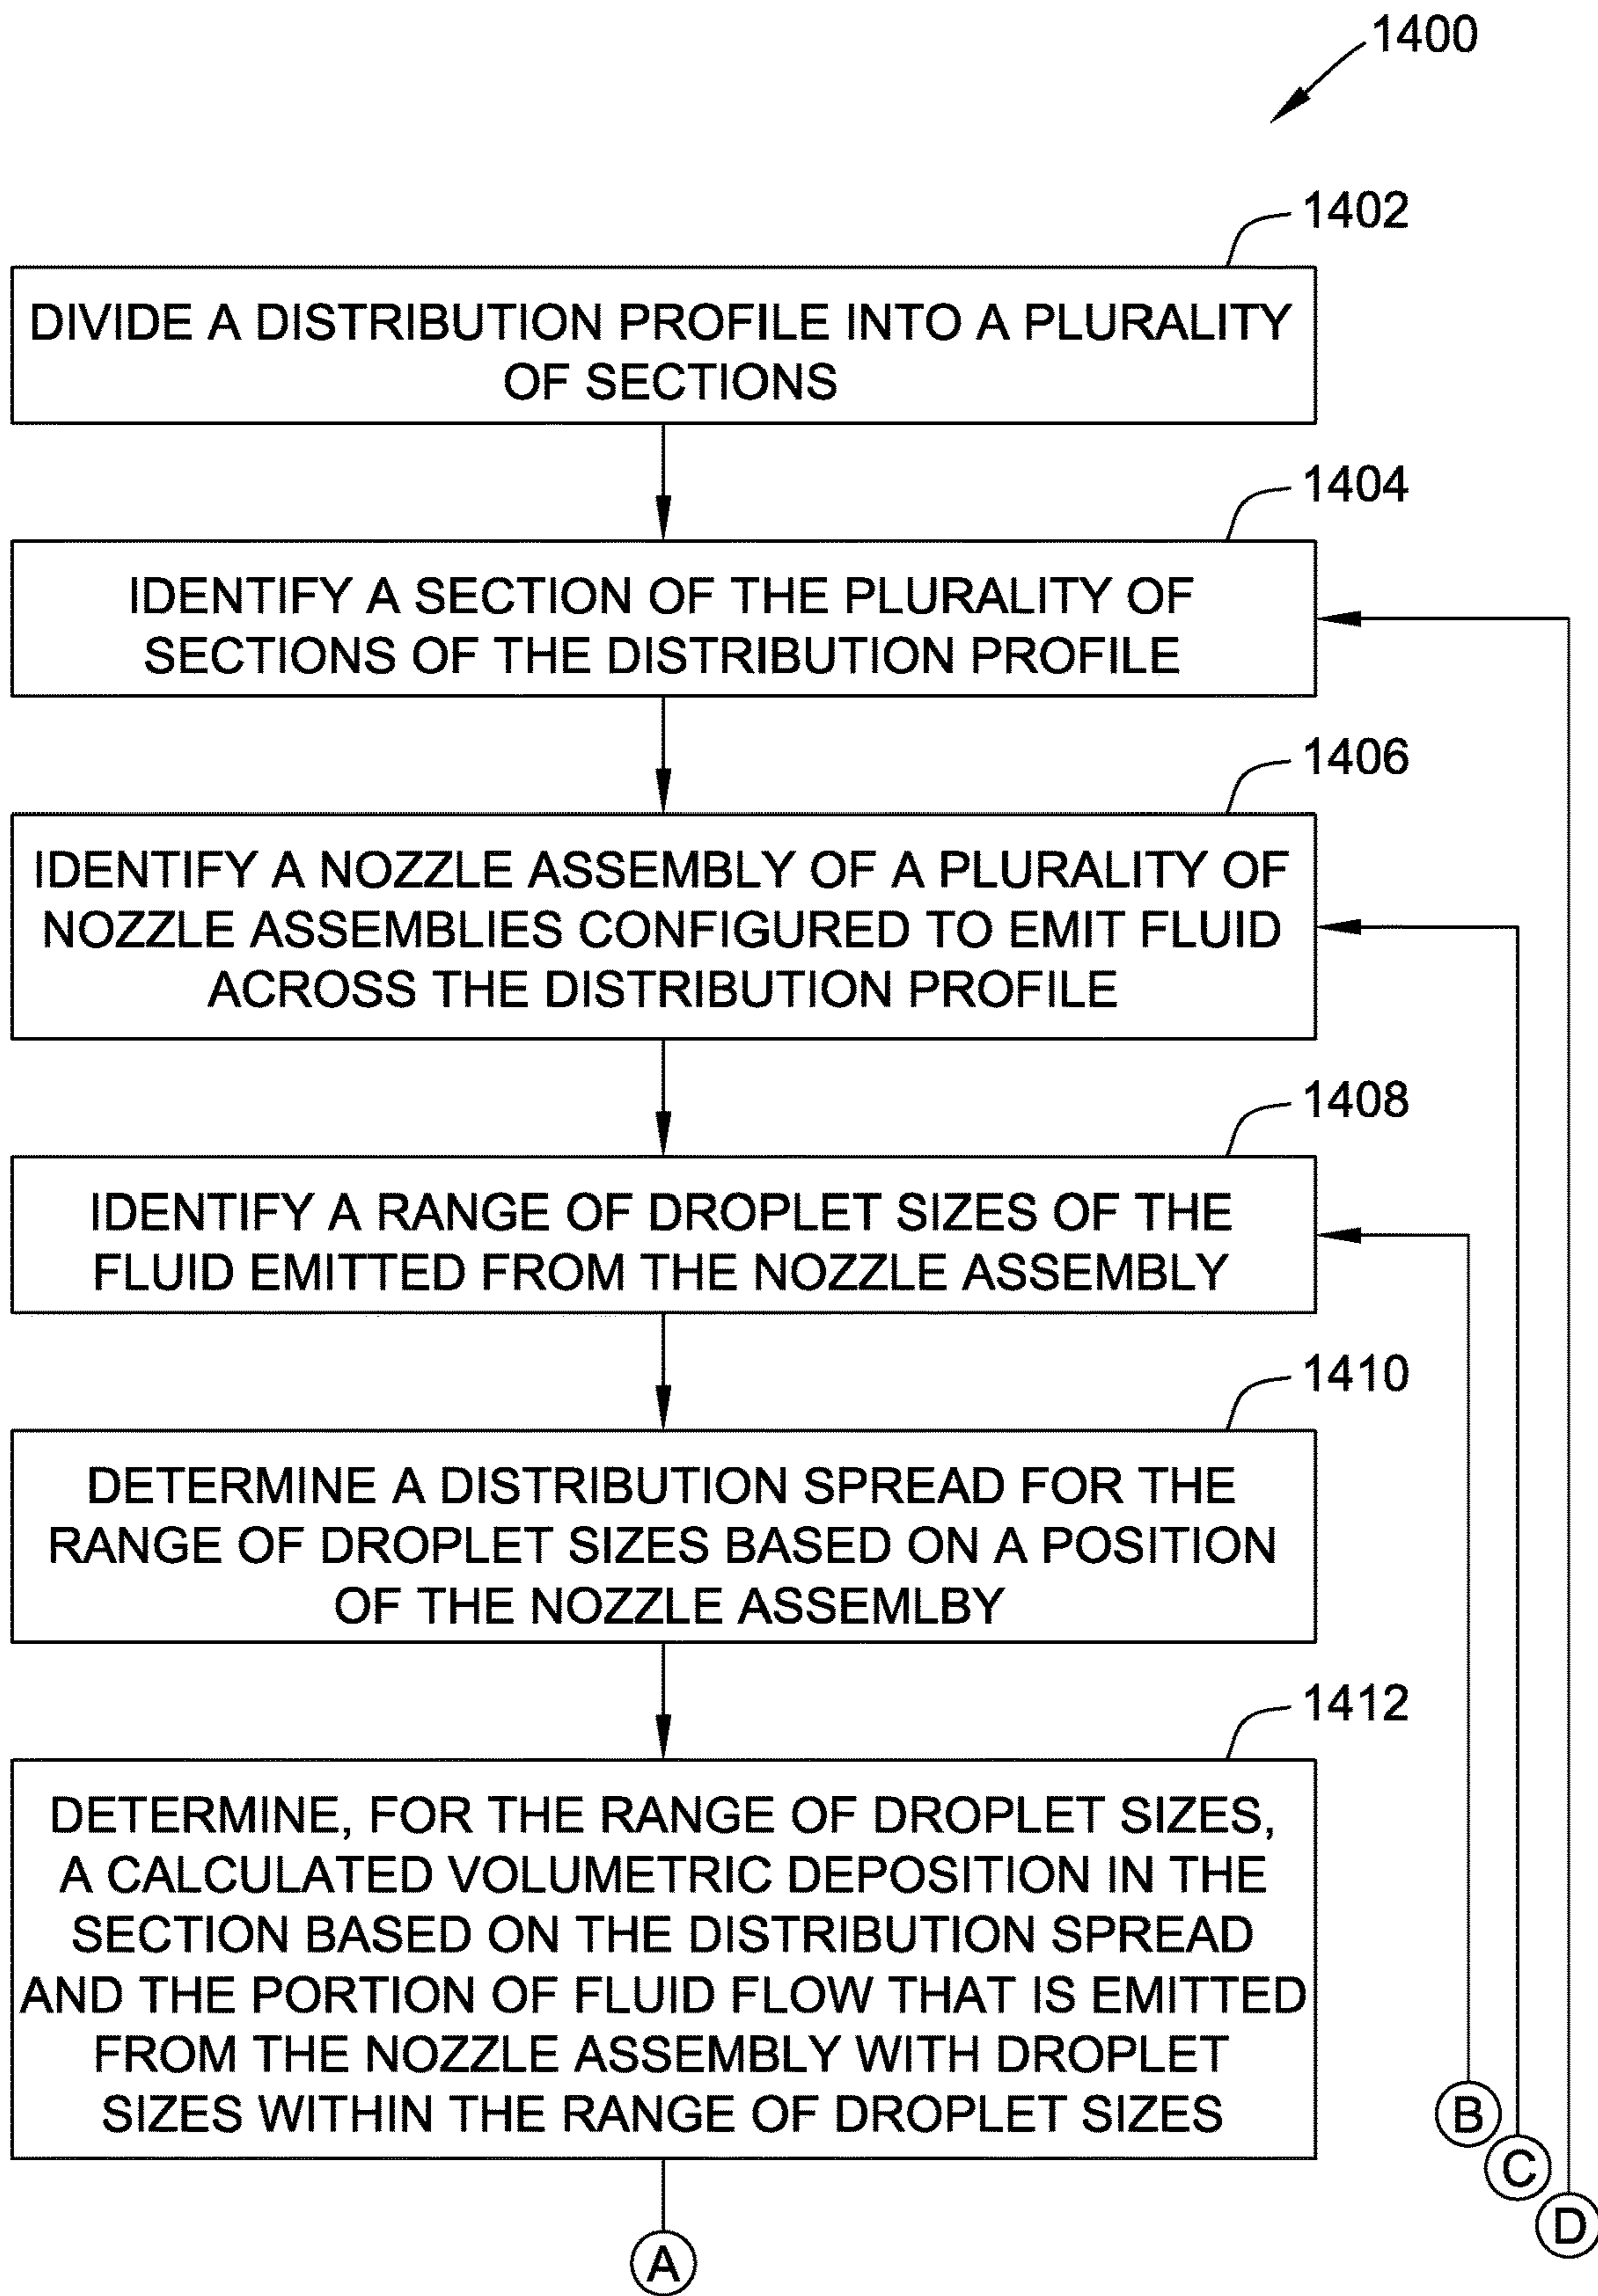 1400
1402
DIVIDE A DISTRIBUTION PROFILE INTO A PLURALITY
OF SECTIONS
1404
IDENTIFY A SECTION OF THE PLURALITY OF
SECTIONS OF THE DISTRIBUTION PROFILE
1406
IDENTIFY A NOZZLE ASSEMBLY OF A PLURALITY OF
NOZZLE ASSEMBLIES CONFIGURED TO EMIT FLUID
ACROSS THE DISTRIBUTION PROFILE
1408
IDENTIFY A RANGE OF DROPLET SIZES OF THE
FLUID EMITTED FROM THE NOZZLE ASSEMBLY
1410
DETERMINE A DISTRIBUTION SPREAD FOR THE
RANGE OF DROPLET SIZES BASED ON A POSITION
OF THE NOZZLE ASSEMLBY
1412
DETERMINE, FOR THE RANGE OF DROPLET SIZES,
A CALCULATED VOLUMETRIC DEPOSITION IN THE
SECTION BASED ON THE DISTRIBUTION SPREAD
AND THE PORTION OF FLUID FLOW THAT IS EMITTED
FROM THE NOZZLE ASSEMBLY WITH DROPLET
SIZES WITHIN THE RANGE OF DROPLET SIZES
B
C
D
A